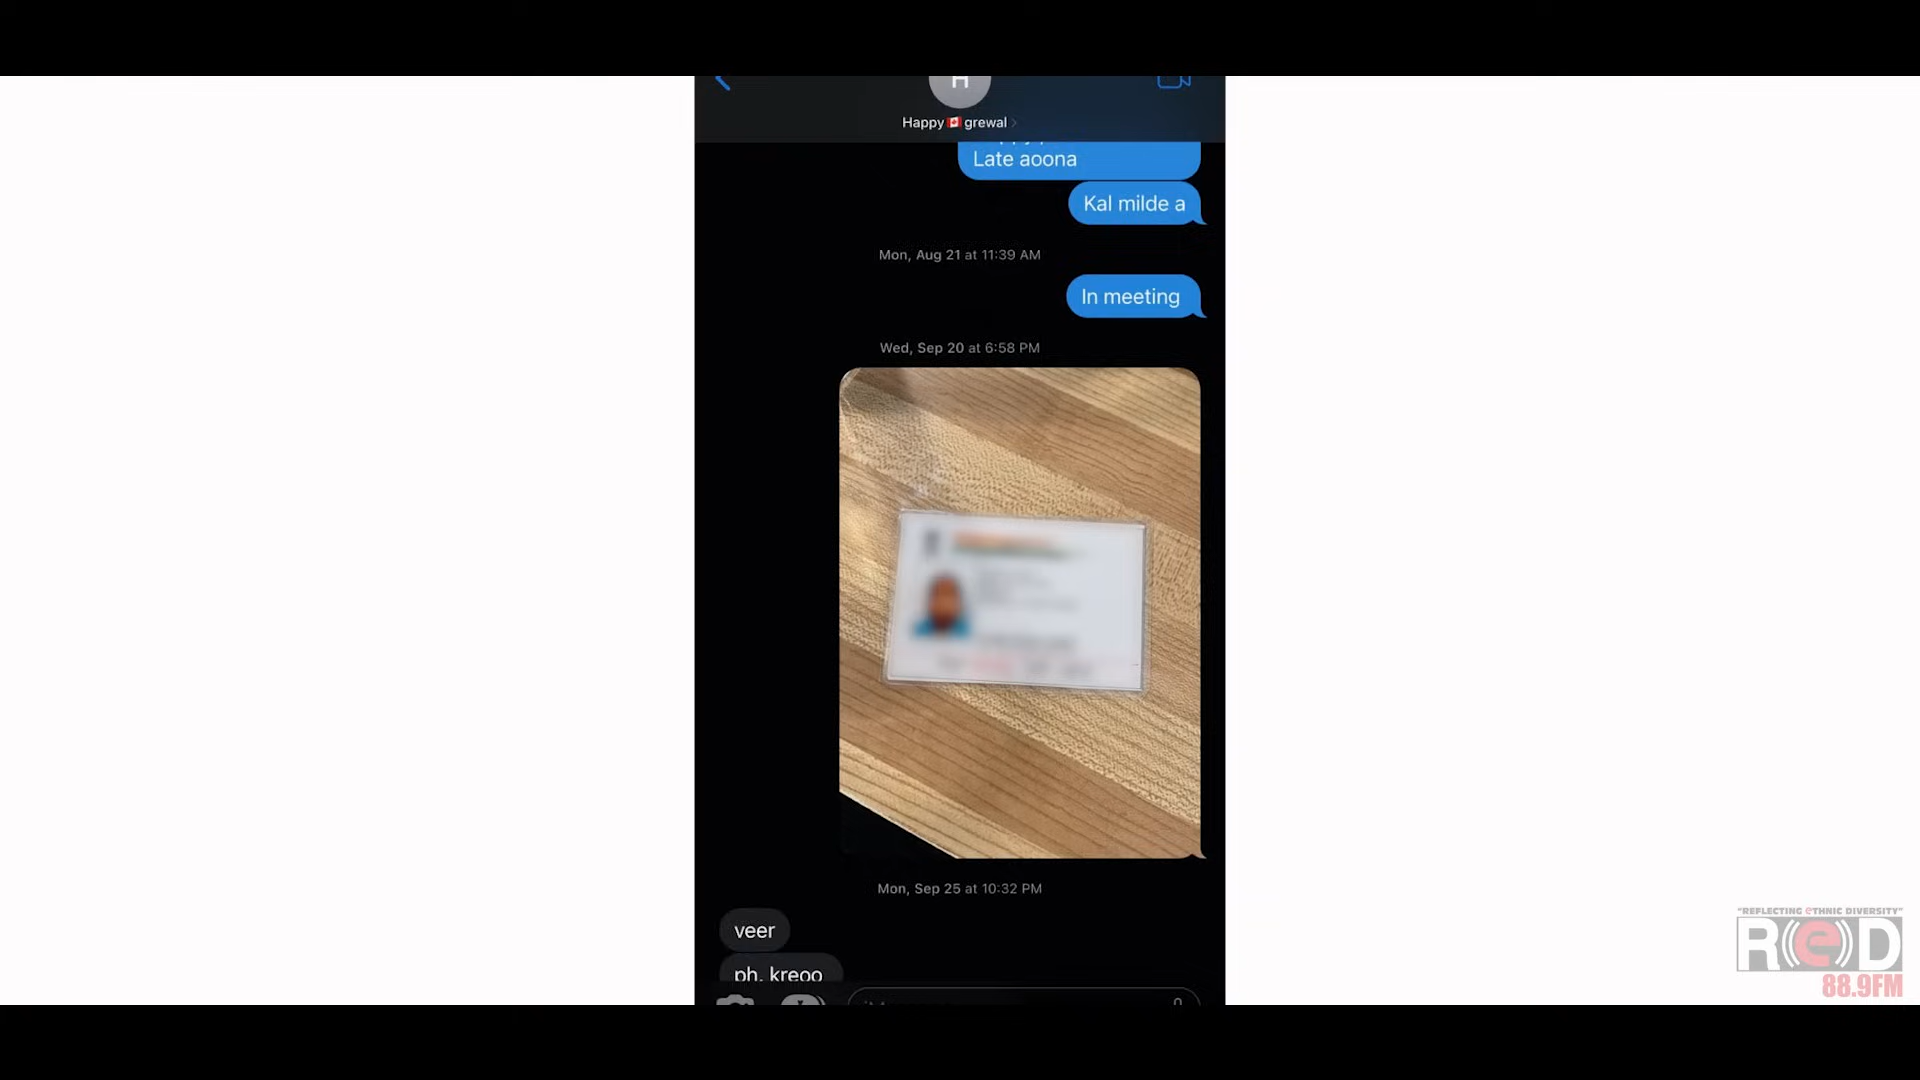 H
Happy🇨🇦grewal
Late aoona
Kal milde a
Mon, Aug 21 at 11:39 AM
In meeting
Wed, Sep 20 at 6:58 PM
Mon, Sep 25 at 10:32 PM
veer
ph. kreoo
"REFLECTING eTHNIC DIVERSITY"
ReD
88.9FM